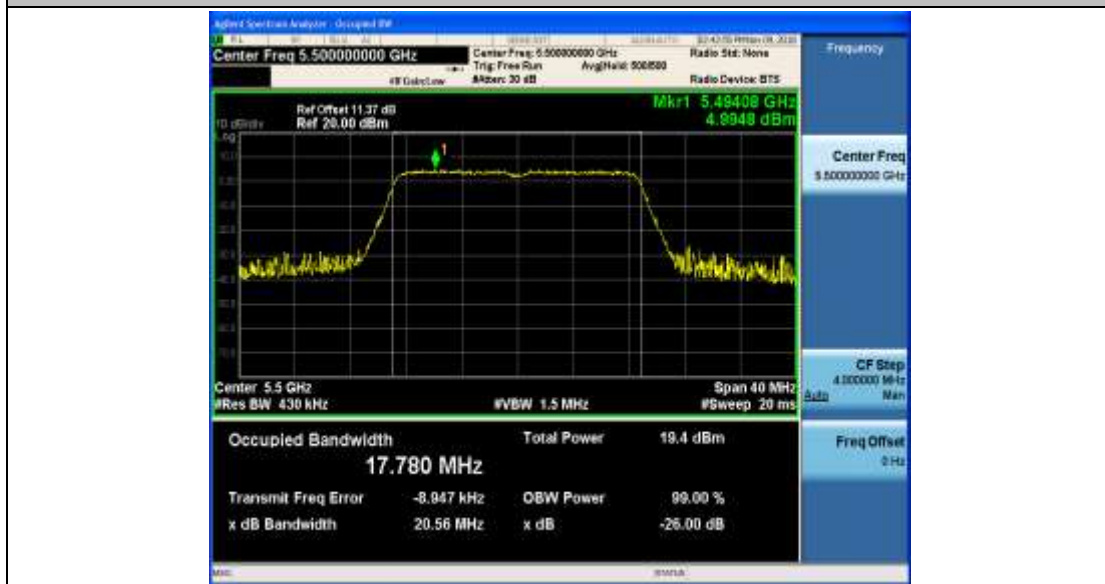 Agilent Spectrum Analyzer - Occupied BW
Center Freq 5.500000000 GHz
Center Freq: 5.500000000 GHz
Trig: Free Run Avg|Hold: 500/500
#IFGain:Low #Atten: 30 dB
Radio Std: None
Radio Device: BTS
Frequency
Ref Offset 11.37 dB
10 dB/div Ref 20.00 dBm
Log
Mkr1 5.49408 GHz
4.8948 dBm
1
Center Freq
5.500000000 GHz
Center 5.5 GHz Span 40 MHz
#Res BW 430 kHz #VBW 1.5 MHz #Sweep 20 ms
CF Step
4.000000 MHz
Auto Man
Occupied Bandwidth Total Power 19.4 dBm
17.780 MHz
Transmit Freq Error -8.947 kHz OBW Power 99.00 %
x dB Bandwidth 20.56 MHz x dB -26.00 dB
Freq Offset
0 Hz
MSG STATUS